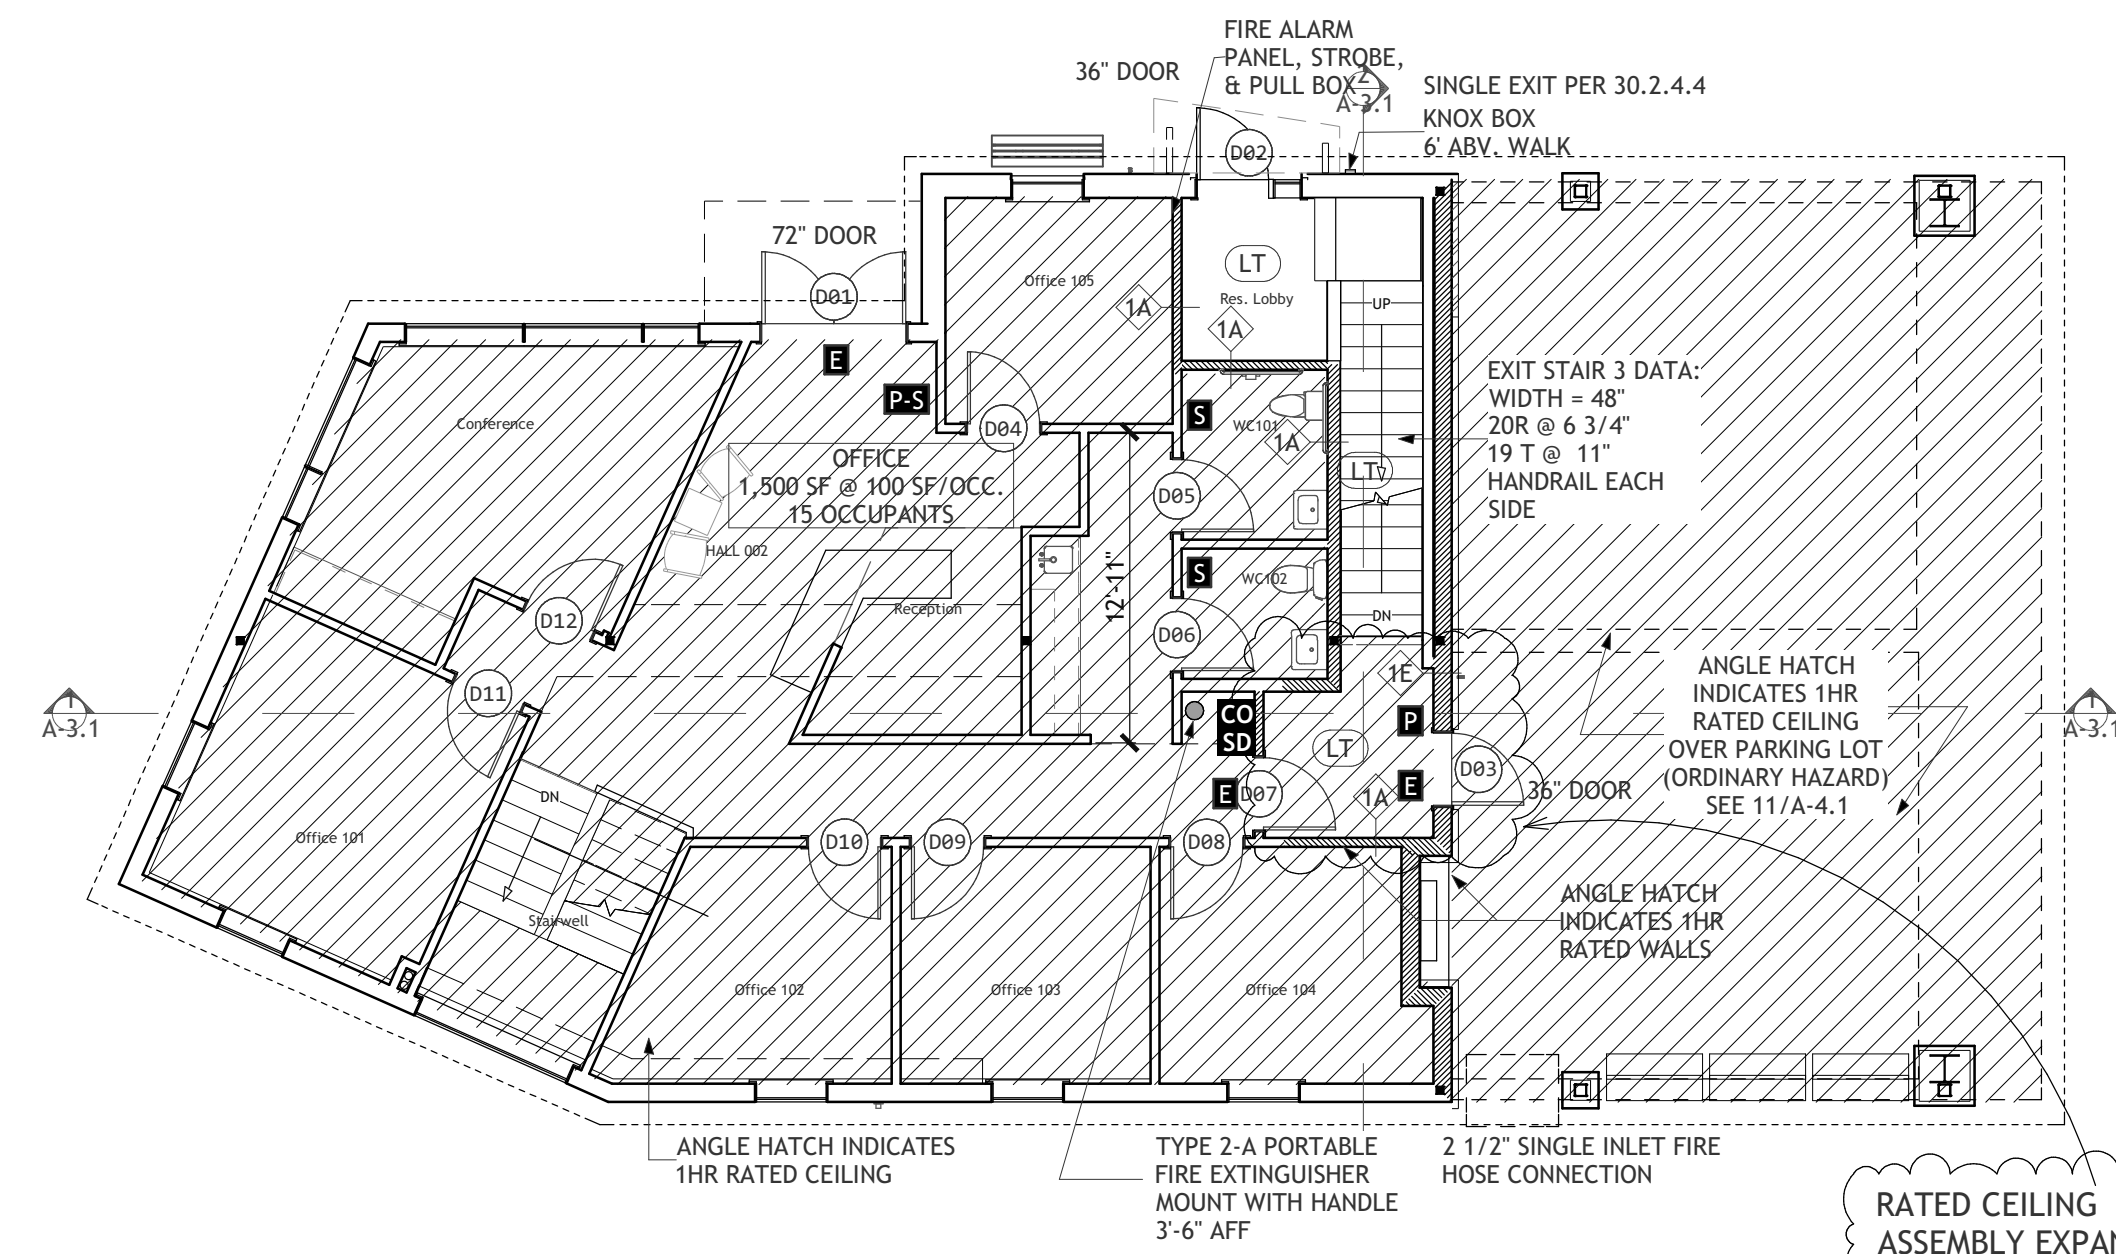 FIRE ALARM
PANEL, STROBE,
& PULL BOX
36" DOOR
2
A-3.1
SINGLE EXIT PER 30.2.4.4
KNOX BOX
6' ABV. WALK
D02
72" DOOR
D01
Office 105
LT
Res. Lobby
1A
1A
UP
E
P-S
EXIT STAIR 3 DATA:
WIDTH = 48"
20R @ 6 3/4"
19 T @ 11"
HANDRAIL EACH
SIDE
Conference
D04
S
WC101
1A
LT
OFFICE
1,500 SF @ 100 SF/OCC.
15 OCCUPANTS
D05
HALL 002
12'-11"
S
WC102
Reception
D12
D06
DN
1E
D11
1
A-3.1
CO
SD
P
LT
ANGLE HATCH
INDICATES 1HR
RATED CEILING
OVER PARKING LOT
(ORDINARY HAZARD)
SEE 11/A-4.1
1
A-3.1
D03
E
D07
1A
E
36" DOOR
DN
Office 101
D10
D09
D08
Stairwell
ANGLE HATCH
INDICATES 1HR
RATED WALLS
Office 102
Office 103
Office 104
ANGLE HATCH INDICATES
1HR RATED CEILING
TYPE 2-A PORTABLE
FIRE EXTINGUISHER
MOUNT WITH HANDLE
3'-6" AFF
2 1/2" SINGLE INLET FIRE
HOSE CONNECTION
RATED CEILING
ASSEMBLY EXPAN